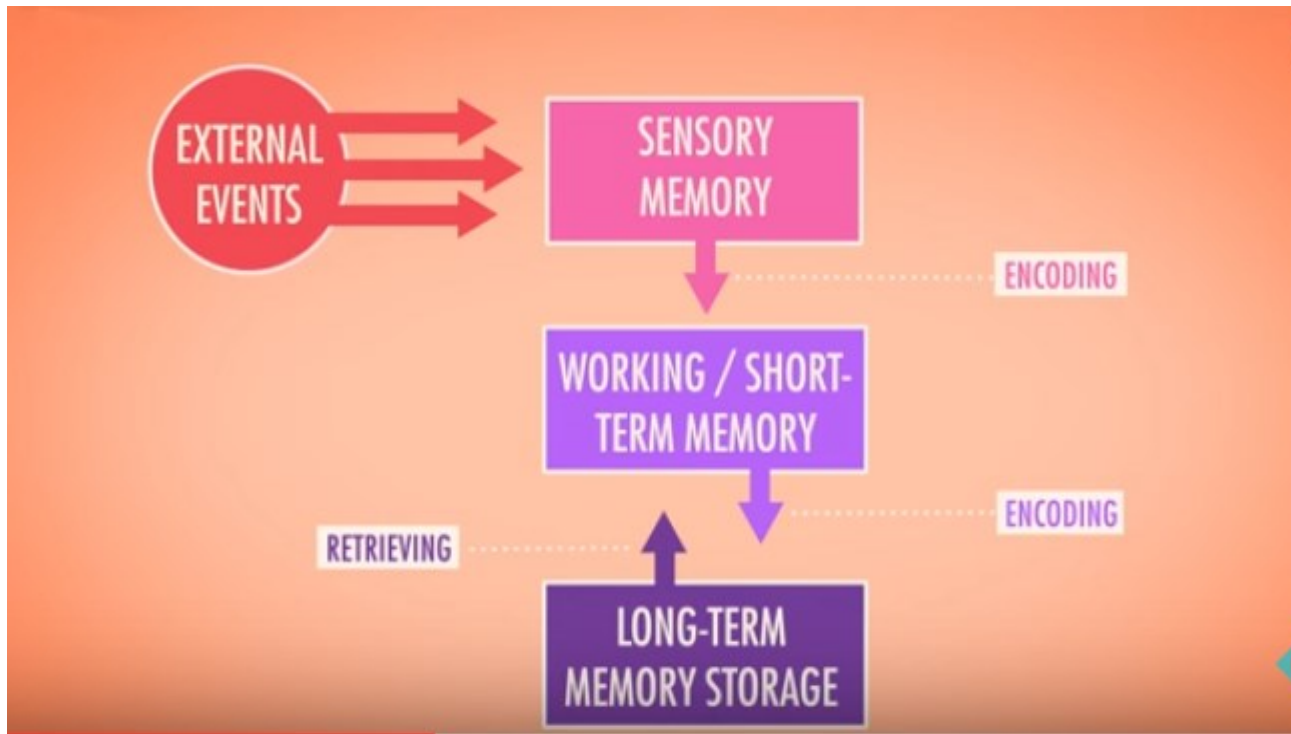 EXTERNAL
EVENTS
SENSORY
MEMORY
ENCODING
WORKING / SHORT-
TERM MEMORY
ENCODING
RETRIEVING
LONG-TERM
MEMORY STORAGE